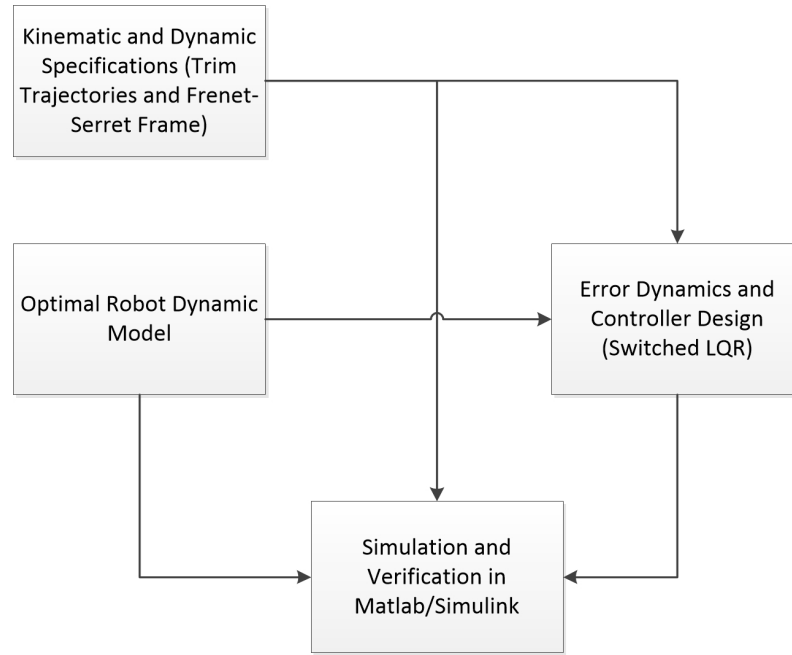 Kinematic and Dynamic
Specifications (Trim
Trajectories and Frenet-
Serret Frame)
Optimal Robot Dynamic
Model
Error Dynamics and
Controller Design
(Switched LQR)
Simulation and
Verification in
Matlab/Simulink